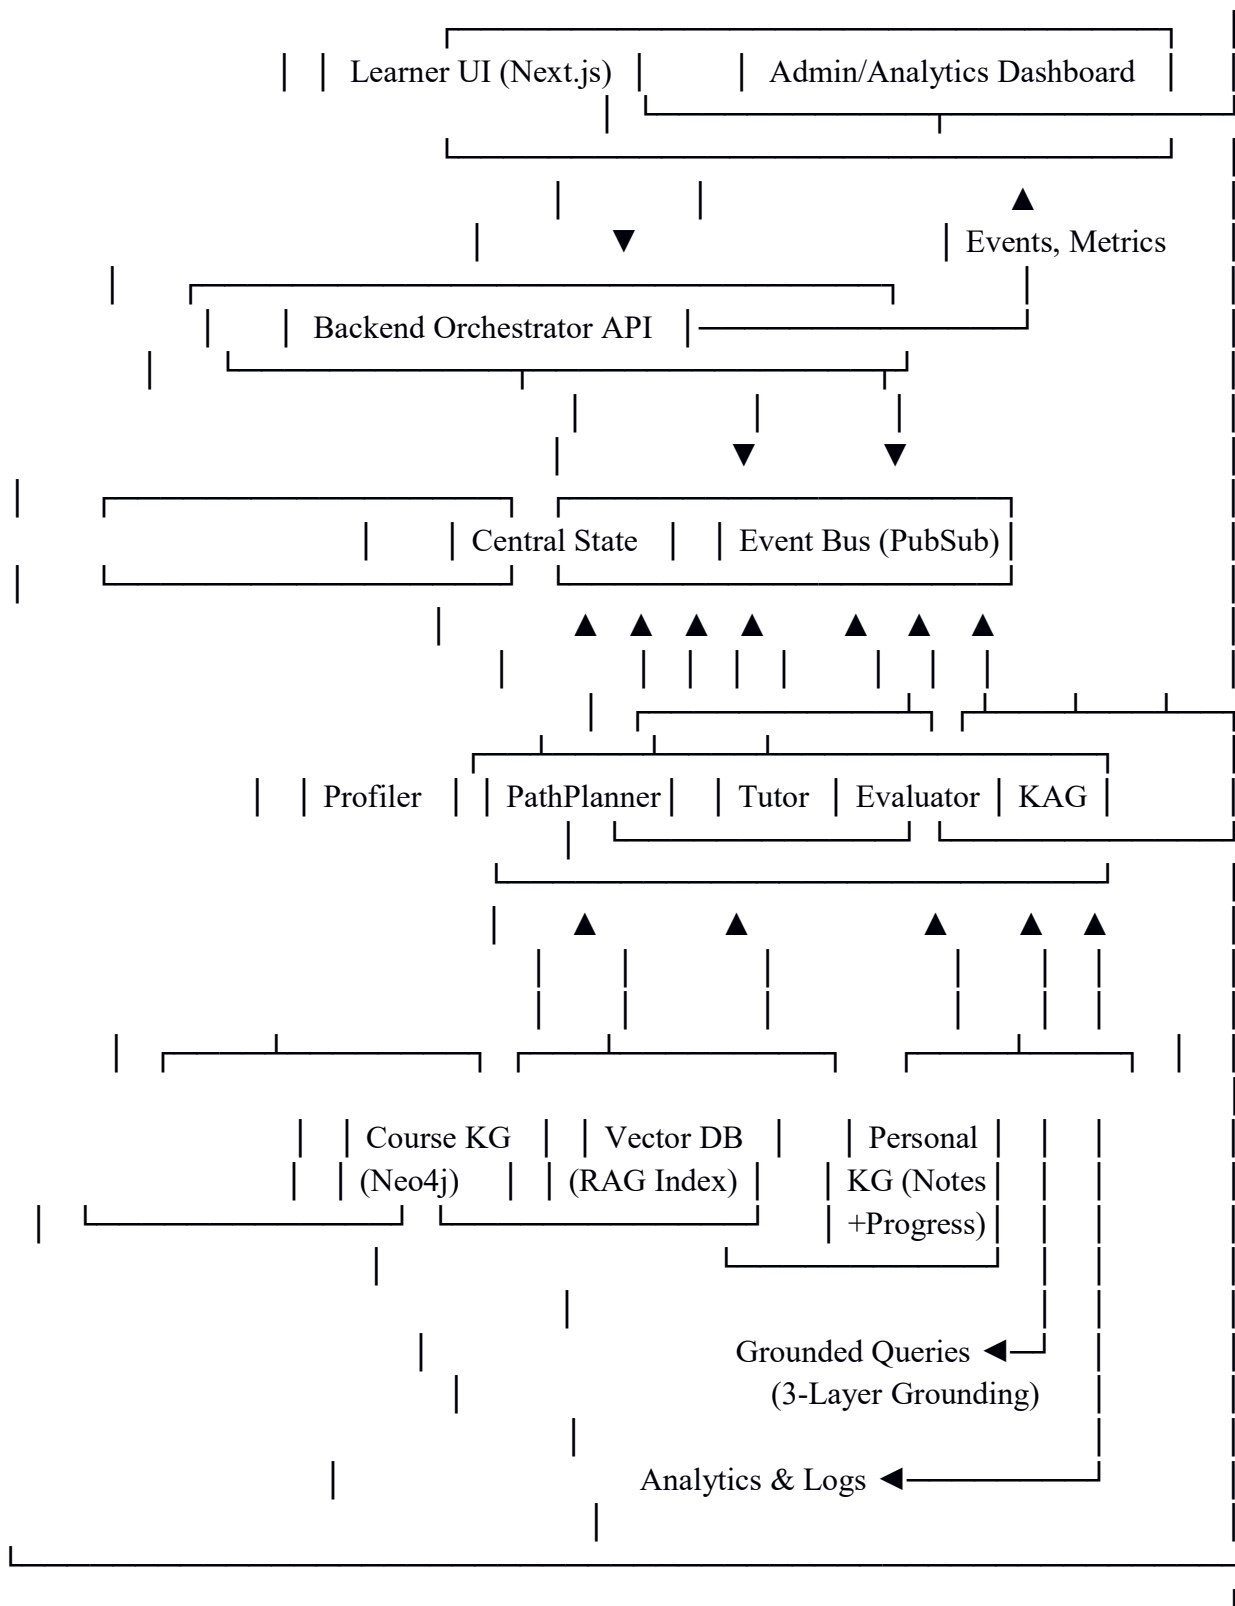 Learner UI (Next.js) Admin/Analytics Dashboard
Events, Metrics
Backend Orchestrator API
Central State Event Bus (PubSub)
Profiler PathPlanner Tutor Evaluator KAG
Course KG Vector DB Personal
(Neo4j) (RAG Index) KG (Notes
+Progress)
Grounded Queries
(3-Layer Grounding)
Analytics & Logs